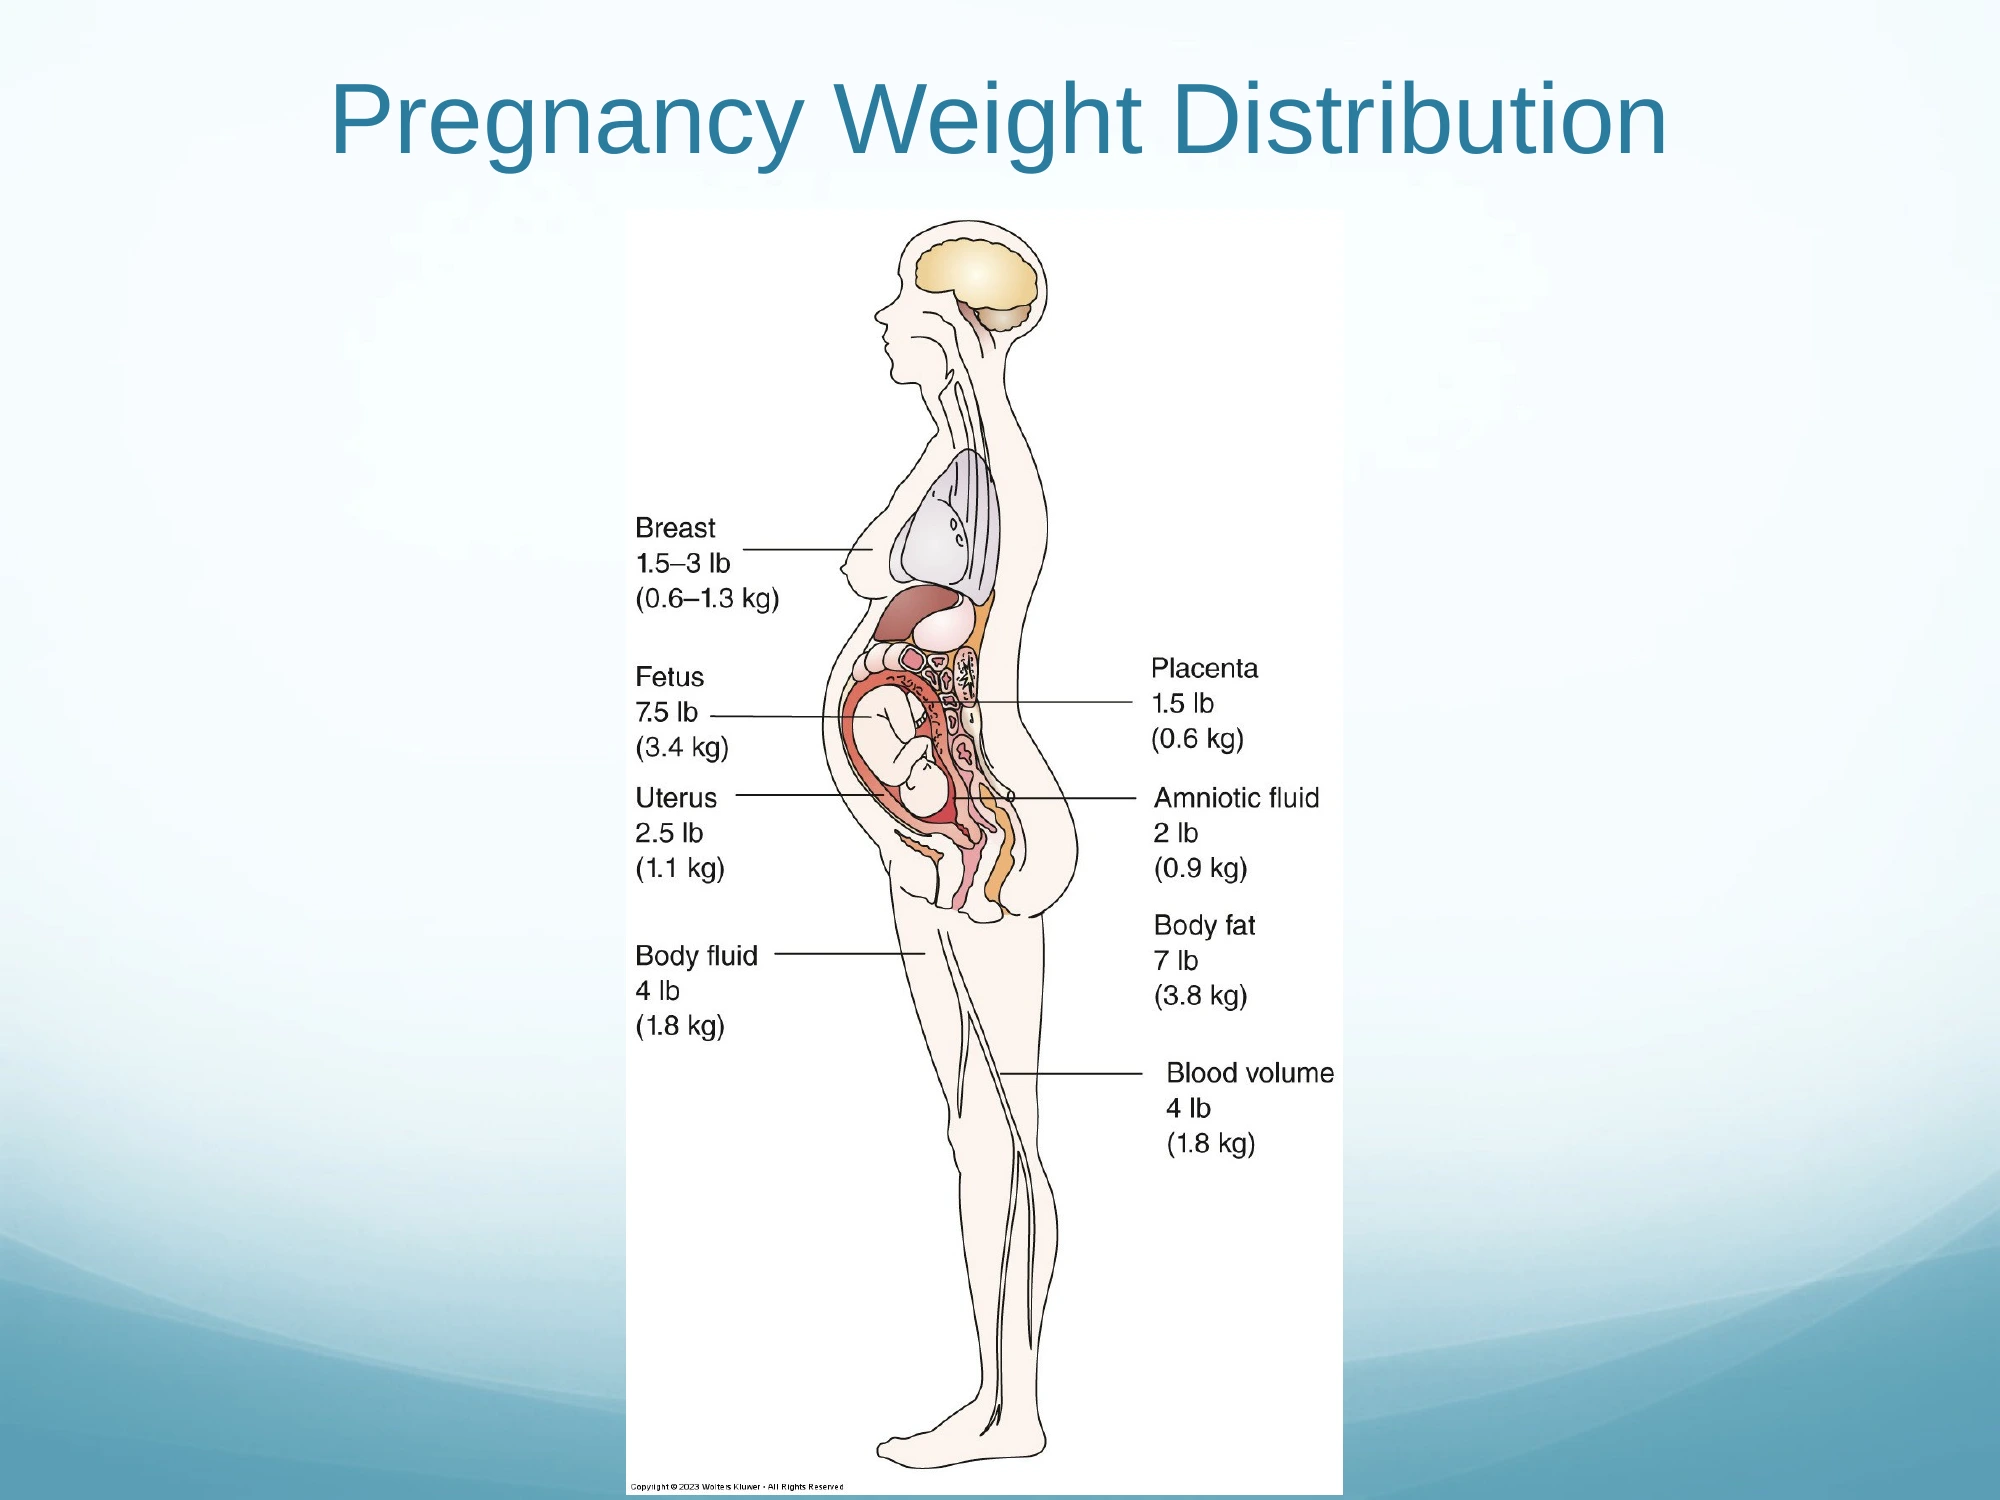 Pregnancy Weight Distribution
Breast
1.5–3 lb
(0.6–1.3 kg)
Fetus
7.5 lb
(3.4 kg)
Uterus
2.5 lb
(1.1 kg)
Body fluid
4 lb
(1.8 kg)
Placenta
1.5 lb
(0.6 kg)
Amniotic fluid
2 lb
(0.9 kg)
Body fat
7 lb
(3.8 kg)
Blood volume
4 lb
(1.8 kg)
Copyright © 2023 Wolters Kluwer • All Rights Reserved